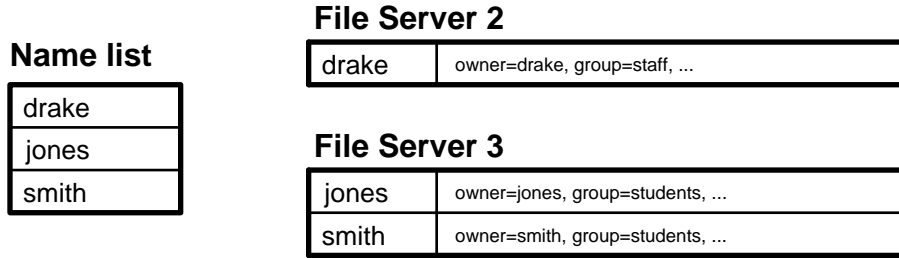 Name list
drake
jones
smith
File Server 2
drake owner=drake, group=staff, ...
File Server 3
jones owner=jones, group=students, ...
smith owner=smith, group=students, ...